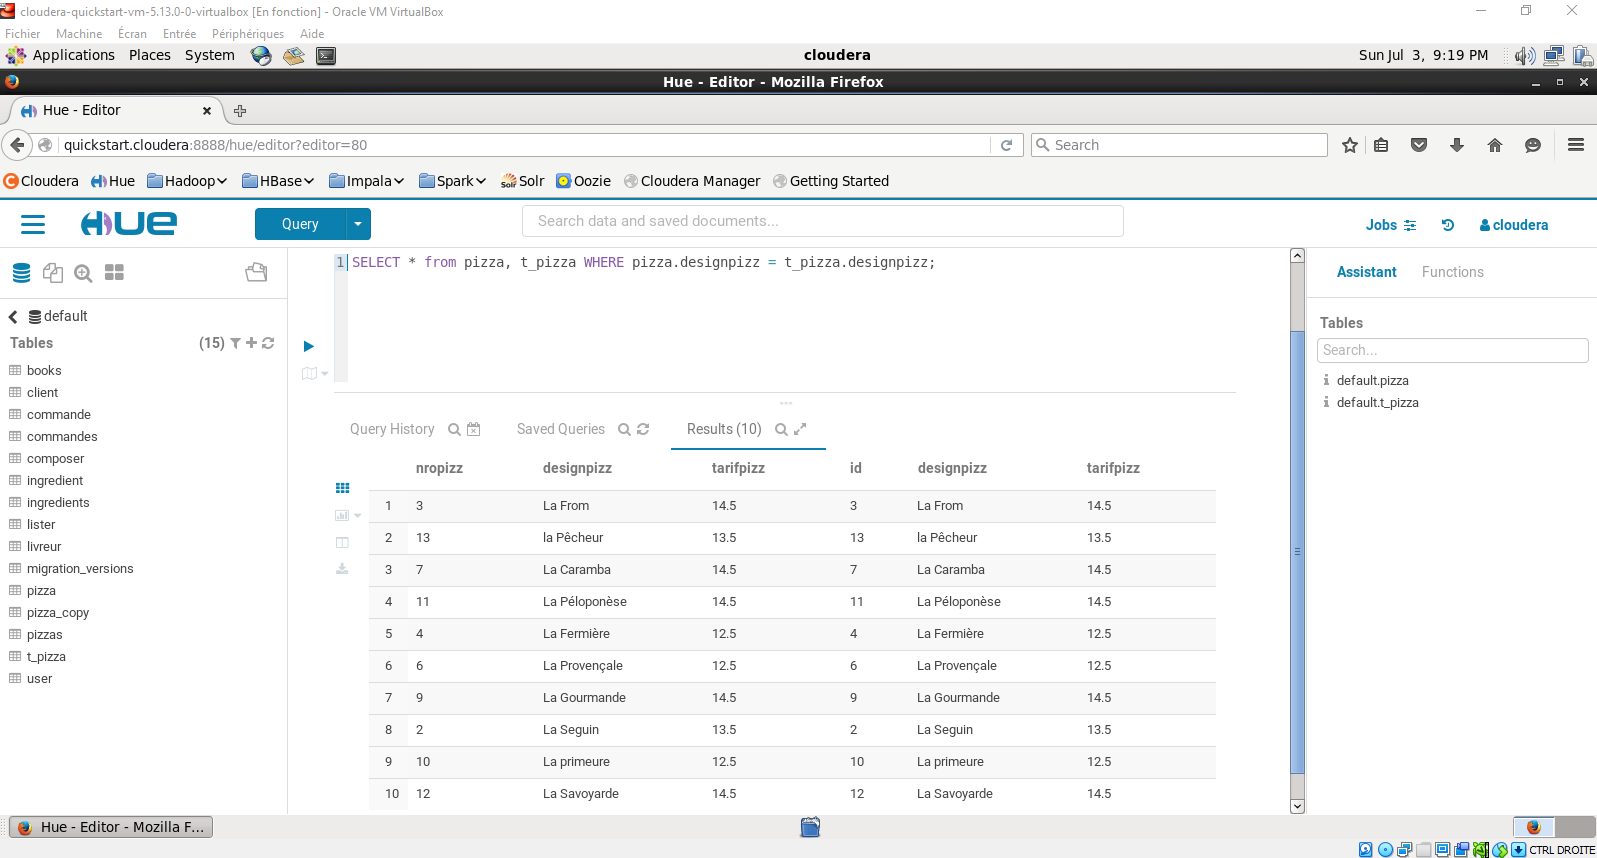 cloudera-quickstart-vm-5.13.0-0-virtualbox [En fonction] - Oracle VM VirtualBox
Fichier Machine Écran Entrée Périphériques Aide
Applications Places System cloudera Sun Jul 3, 9:19 PM
Hue - Editor - Mozilla Firefox
Hue - Editor
quickstart.cloudera:8888/hue/editor?editor=80 Search
Cloudera Hue Hadoop HBase Impala Spark Solr Oozie Cloudera Manager Getting Started
HUE Query Search data and saved documents... Jobs cloudera
1 SELECT * from pizza, t_pizza WHERE pizza.designpizz = t_pizza.designpizz;
Assistant Functions
default
Tables (15)
books
client
commande
commandes
composer
ingredient
ingredients
lister
livreur
migration_versions
pizza
pizza_copy
pizzas
t_pizza
user
Query History Saved Queries Results (10)
nropizz designpizz tarifpizz id designpizz tarifpizz
1 3 La From 14.5 3 La From 14.5
2 13 la Pêcheur 13.5 13 la Pêcheur 13.5
3 7 La Caramba 14.5 7 La Caramba 14.5
4 11 La Péloponèse 14.5 11 La Péloponèse 14.5
5 4 La Fermière 12.5 4 La Fermière 12.5
6 6 La Provençale 12.5 6 La Provençale 12.5
7 9 La Gourmande 14.5 9 La Gourmande 14.5
8 2 La Seguin 13.5 2 La Seguin 13.5
9 10 La primeure 12.5 10 La primeure 12.5
10 12 La Savoyarde 14.5 12 La Savoyarde 14.5
Tables
Search...
default.pizza
default.t_pizza
Hue - Editor - Mozilla F...
CTRL DROITE